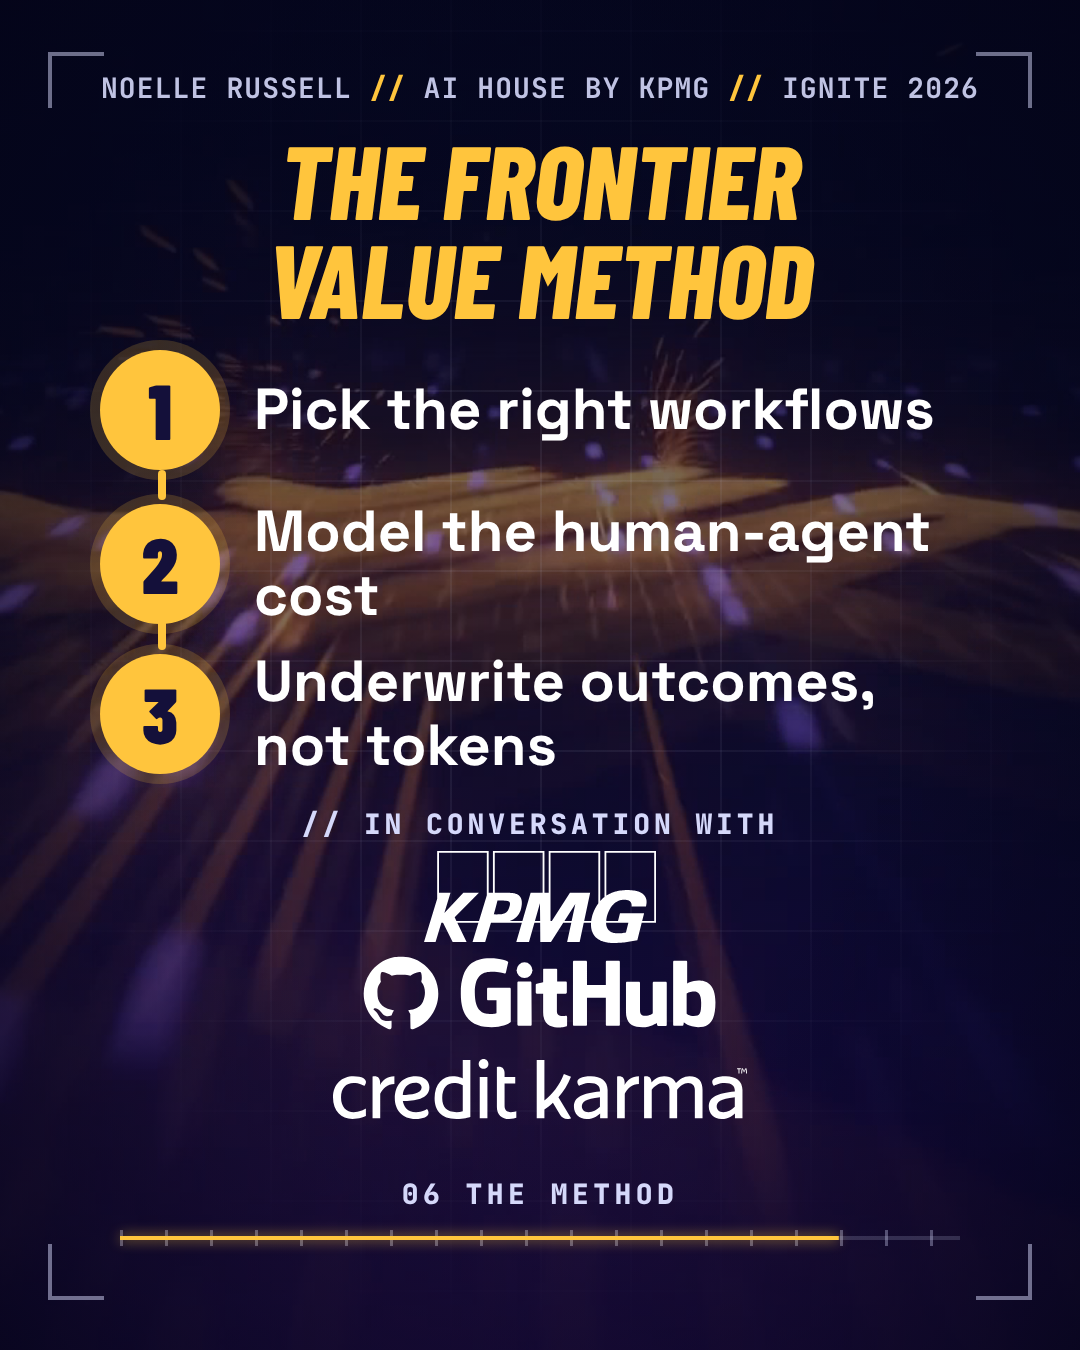 NOELLE RUSSELL // AI HOUSE BY KPMG // IGNITE 2026
THE FRONTIER
VALUE METHOD
1 Pick the right workflows
2 Model the human-agent
cost
3 Underwrite outcomes,
not tokens
// IN CONVERSATION WITH
KPMG
GitHub
credit karma™
06 THE METHOD